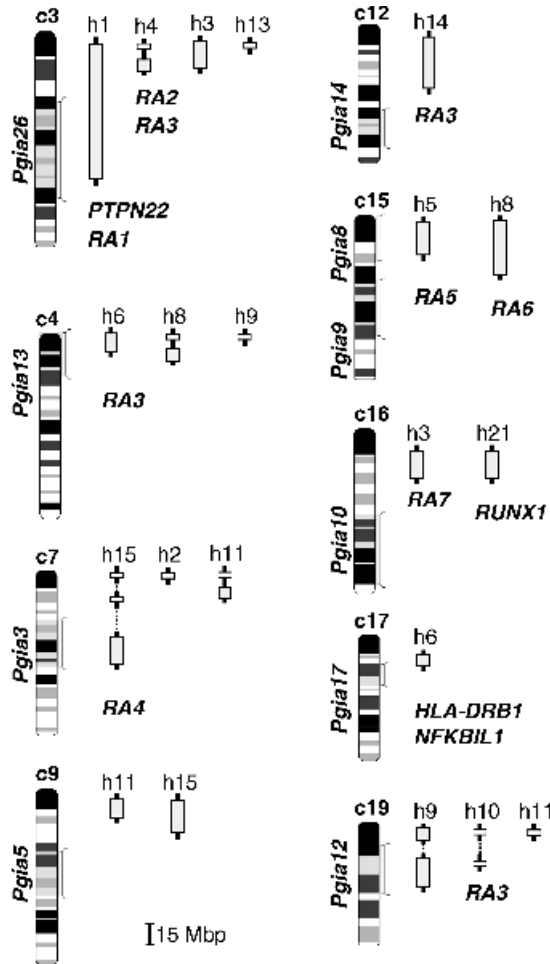 c3 h1 h4 h3 h13
Pgia26
RA2
RA3
PTPN22
RA1
c4 h6 h8 h9
Pgia13
RA3
c7 h15 h2 h11
Pgia3
RA4
c9 h11 h15
Pgia5
15 Mbp
c12 h14
Pgia14
RA3
c15 h5 h8
Pgia8
Pgia9
RA5
RA6
c16 h3 h21
Pgia10
RA7
RUNX1
c17 h6
Pgia17
HLA-DRB1
NFKBIL1
c19 h9 h10 h11
Pgia12
RA3